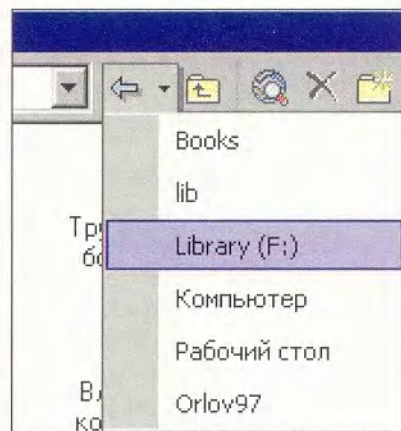 Books
lib
Library (F:)
Компьютер
Рабочий стол
Orlov97